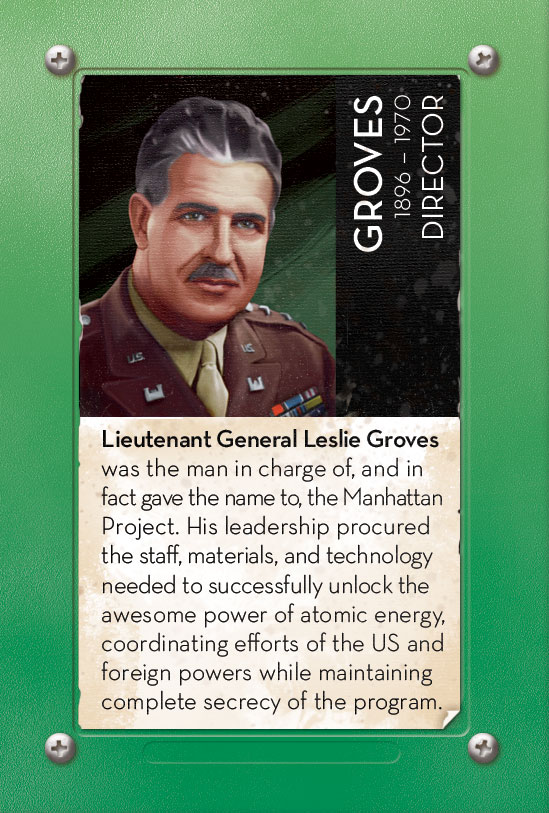 GROVES
1896 – 1970
DIRECTOR
U.S.
U.S.
Lieutenant General Leslie Groves
was the man in charge of, and in
fact gave the name to, the Manhattan
Project. His leadership procured
the staff, materials, and technology
needed to successfully unlock the
awesome power of atomic energy,
coordinating efforts of the US and
foreign powers while maintaining
complete secrecy of the program.